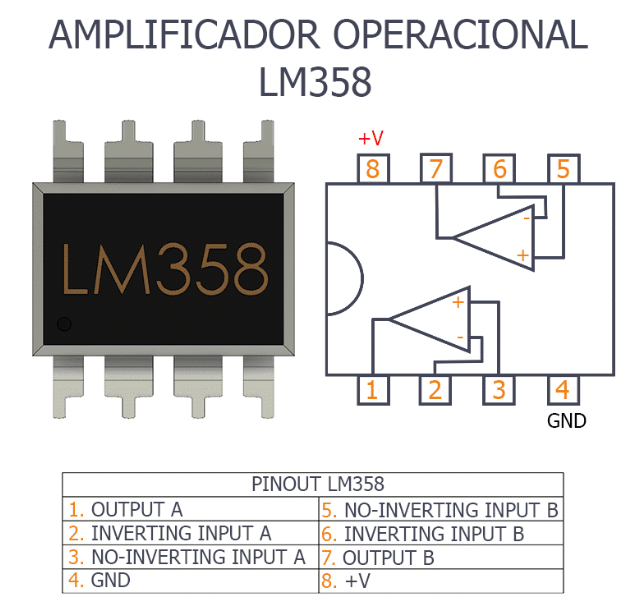 AMPLIFICADOR OPERACIONAL
LM358
LM358
+V
8 7 6 5
-
+
+
-
1 2 3 4
GND
PINOUT LM358
1. OUTPUT A
2. INVERTING INPUT A
3. NO-INVERTING INPUT A
4. GND
5. NO-INVERTING INPUT B
6. INVERTING INPUT B
7. OUTPUT B
8. +V